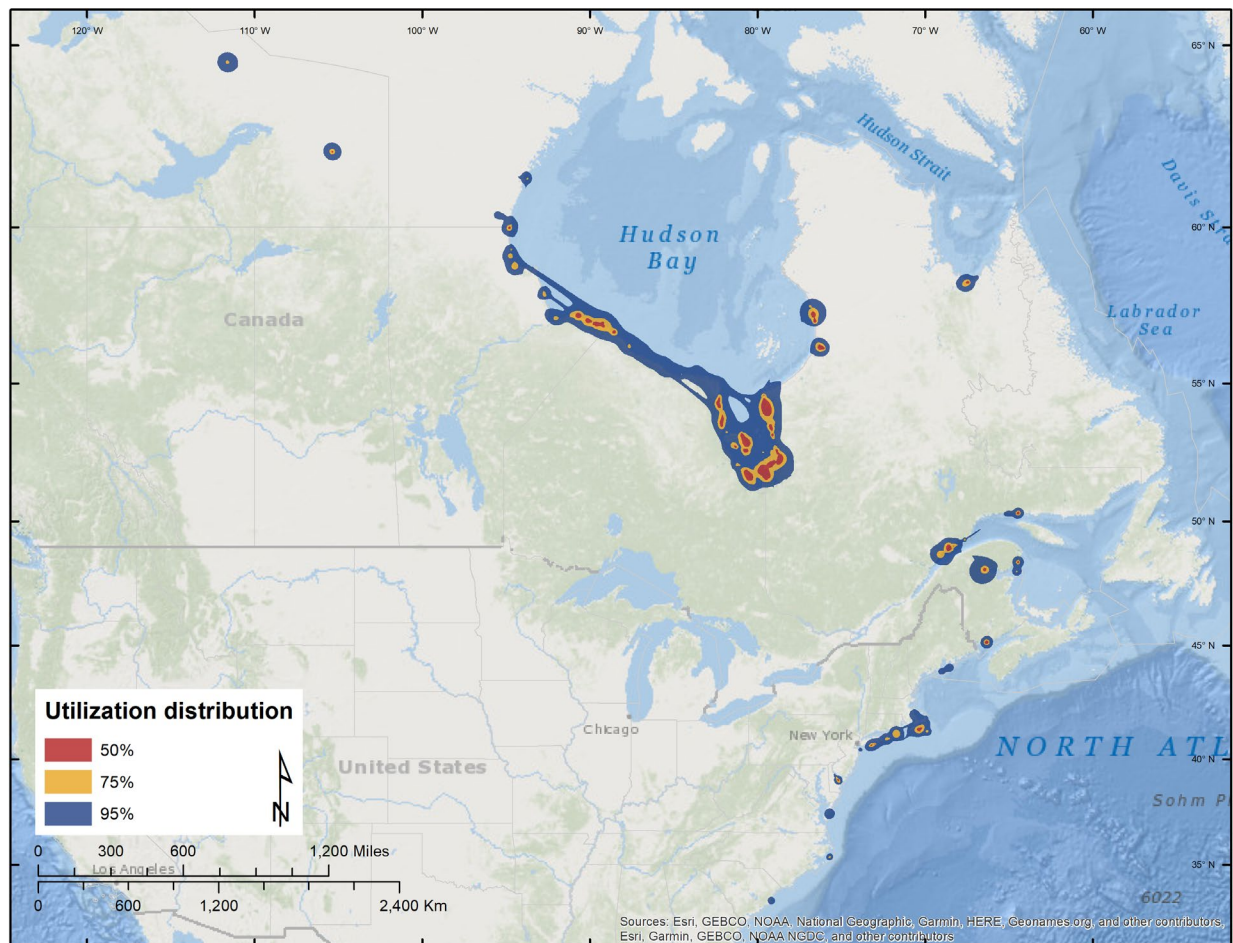 120° W 110° W 100° W 90° W 80° W 70° W 60° W
65° N
Hudson Strait
Davis Stra
Hudson
Bay
60° N
Canada
Labrador
Sea
55° N
50° N
45° N
Utilization distribution
50%
75%
95%
N
Chicago
New York
NORTH ATL
40° N
United States
Sohm P
0 300 600 1,200 Miles
Los Angeles
35° N
0 600 1,200 2,400 Km
6022
Sources: Esri, GEBCO, NOAA, National Geographic, Garmin, HERE, Geonames.org, and other contributors,
Esri, Garmin, GEBCO, NOAA NGDC, and other contributors